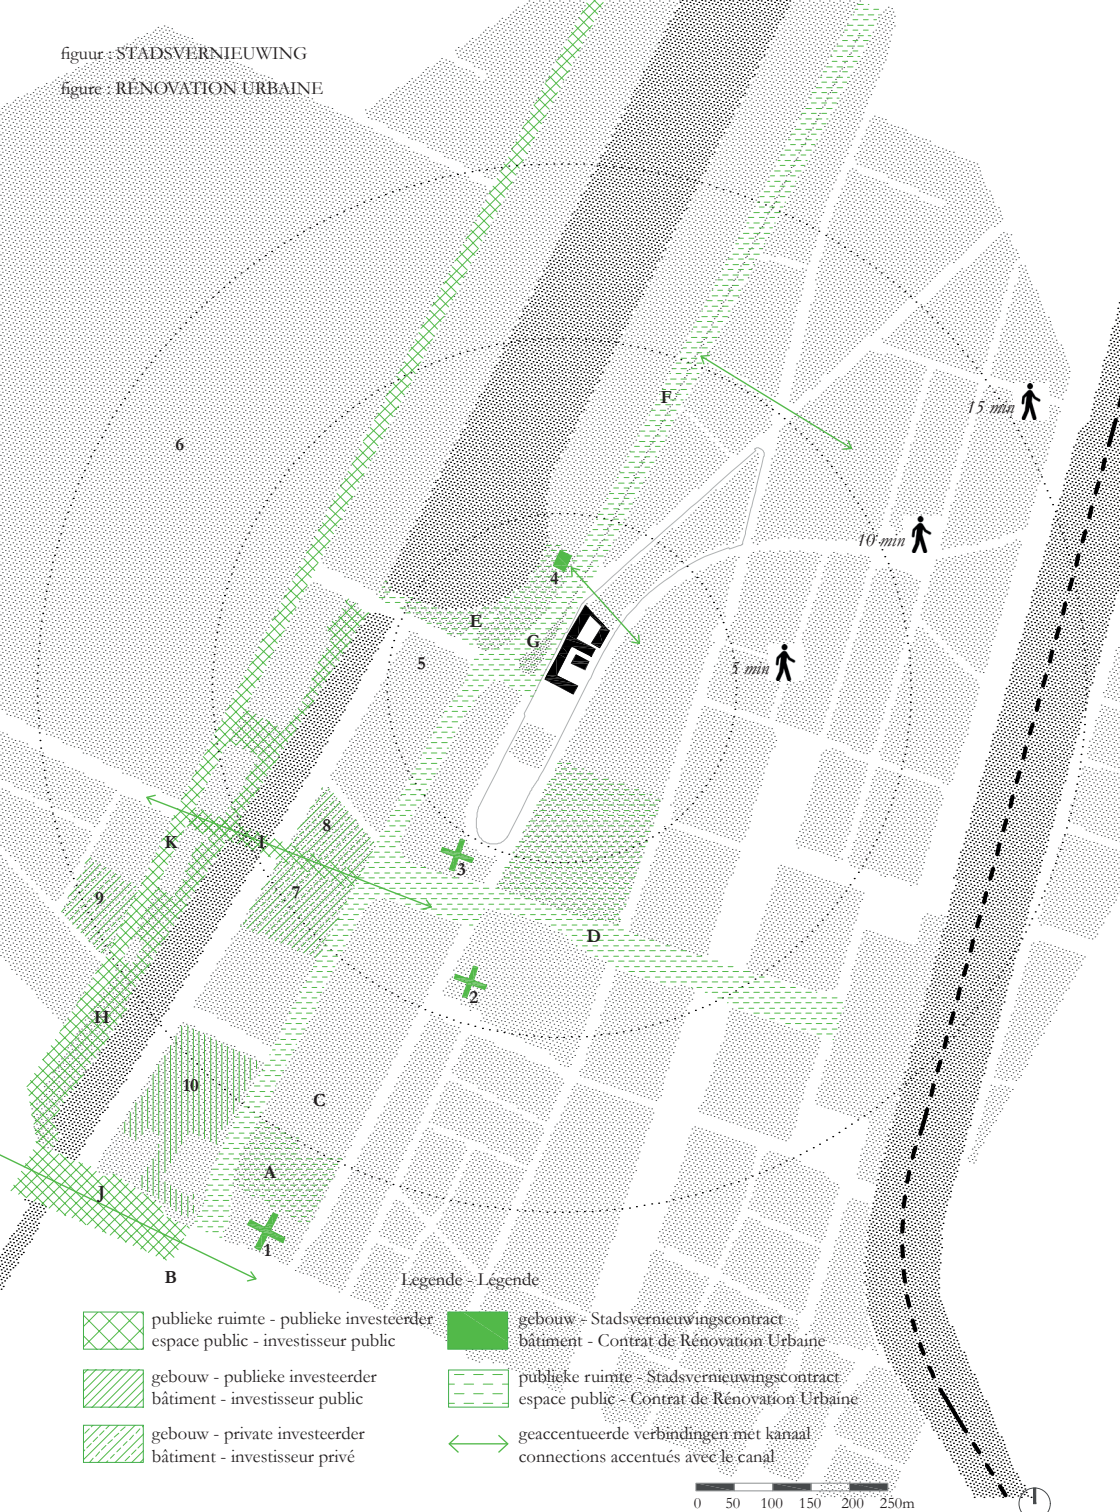 figuur : STADSVERNIEUWING
figure : RÉNOVATION URBAINE
15 min
F
6
10 min
4
E
G
5
5 min
8
K
I
3
7
9
D
2
H
10
C
A
J
1
B
Legende - Légende
publieke ruimte - publieke investeerder
espace public - investisseur public
gebouw - publieke investeerder
bâtiment - investisseur public
gebouw - private investeerder
bâtiment - investisseur privé
gebouw - Stadsvernieuwingscontract
bâtiment - Contrat de Rénovation Urbaine
publieke ruimte - Stadsvernieuwingscontract
espace public - Contrat de Rénovation Urbaine
geaccentueerde verbindingen met kanaal
connections accentués avec le canal
0 50 100 150 200 250m